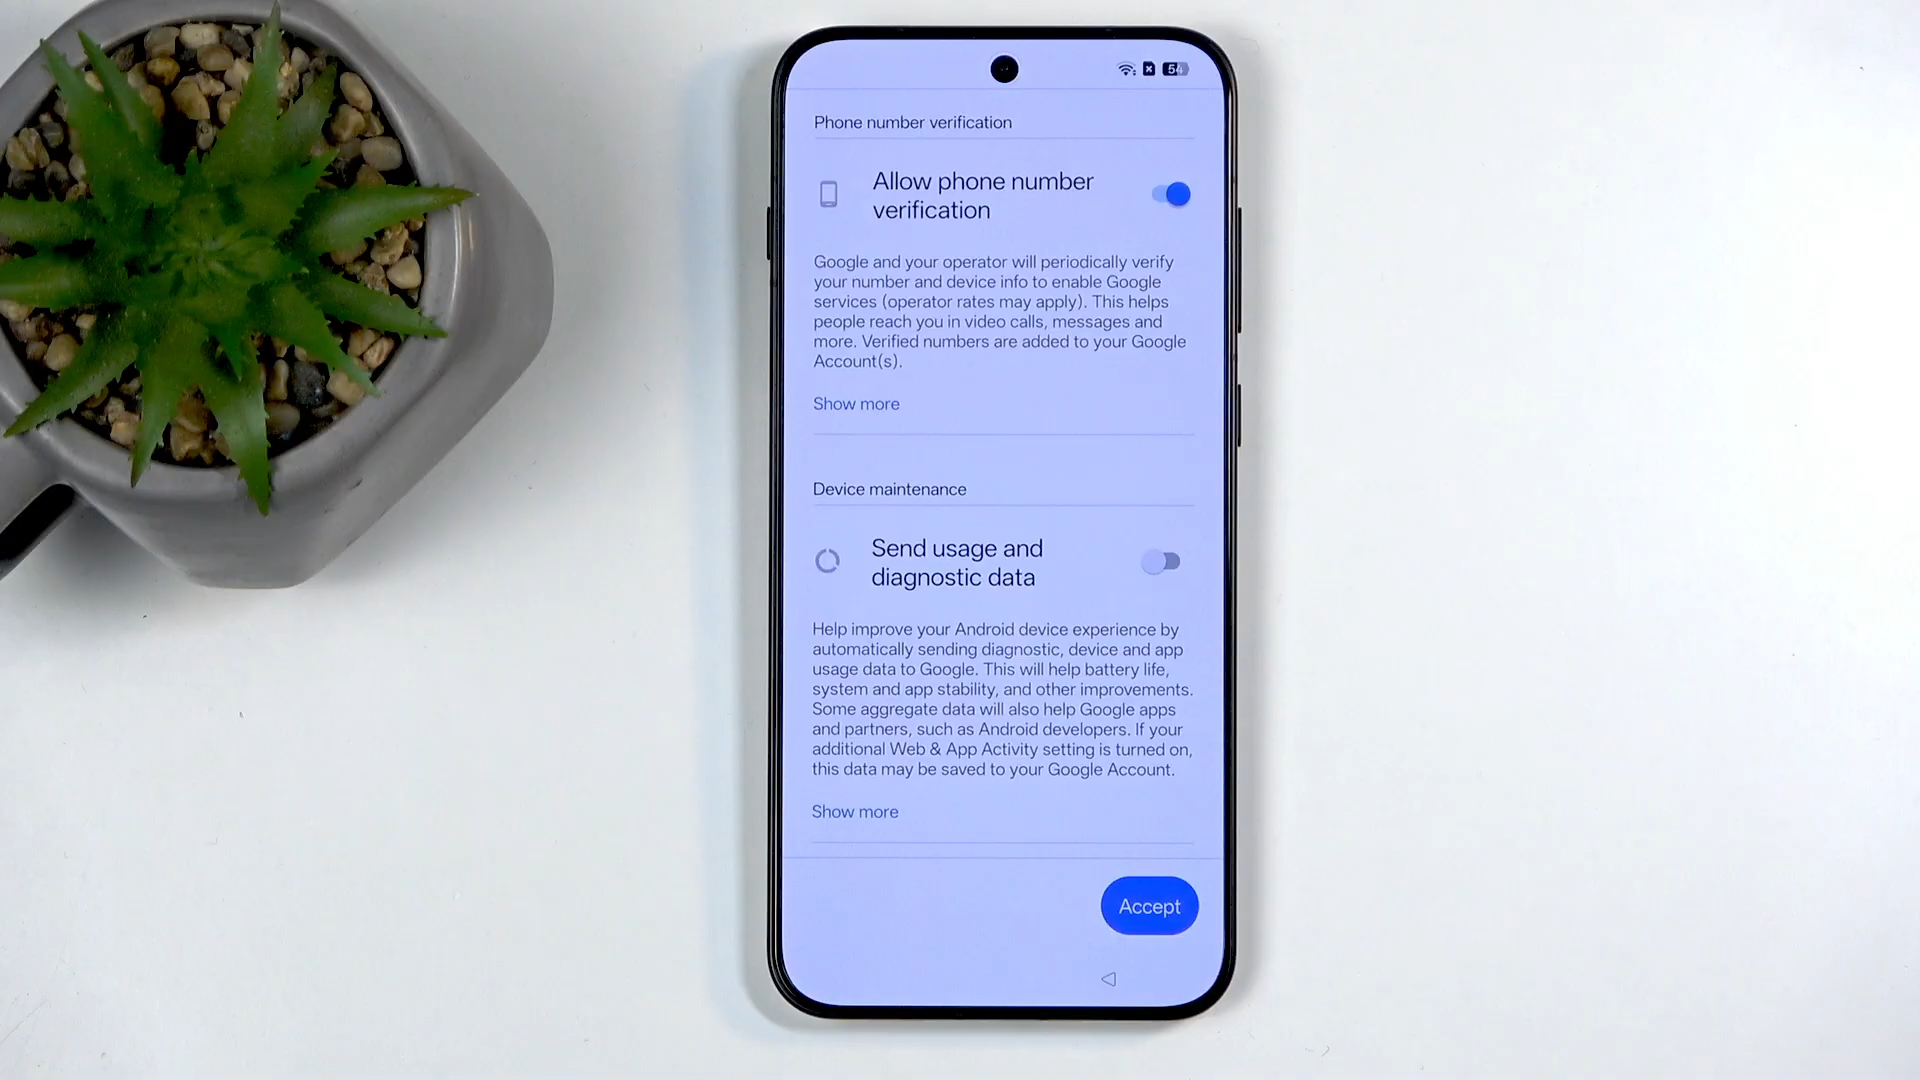 54
Phone number verification
Allow phone number
verification
Google and your operator will periodically verify
your number and device info to enable Google
services (operator rates may apply). This helps
people reach you in video calls, messages and
more. Verified numbers are added to your Google
Account(s).
Show more
Device maintenance
Send usage and
diagnostic data
Help improve your Android device experience by
automatically sending diagnostic, device and app
usage data to Google. This will help battery life,
system and app stability, and other improvements.
Some aggregate data will also help Google apps
and partners, such as Android developers. If your
additional Web & App Activity setting is turned on,
this data may be saved to your Google Account.
Show more
Accept